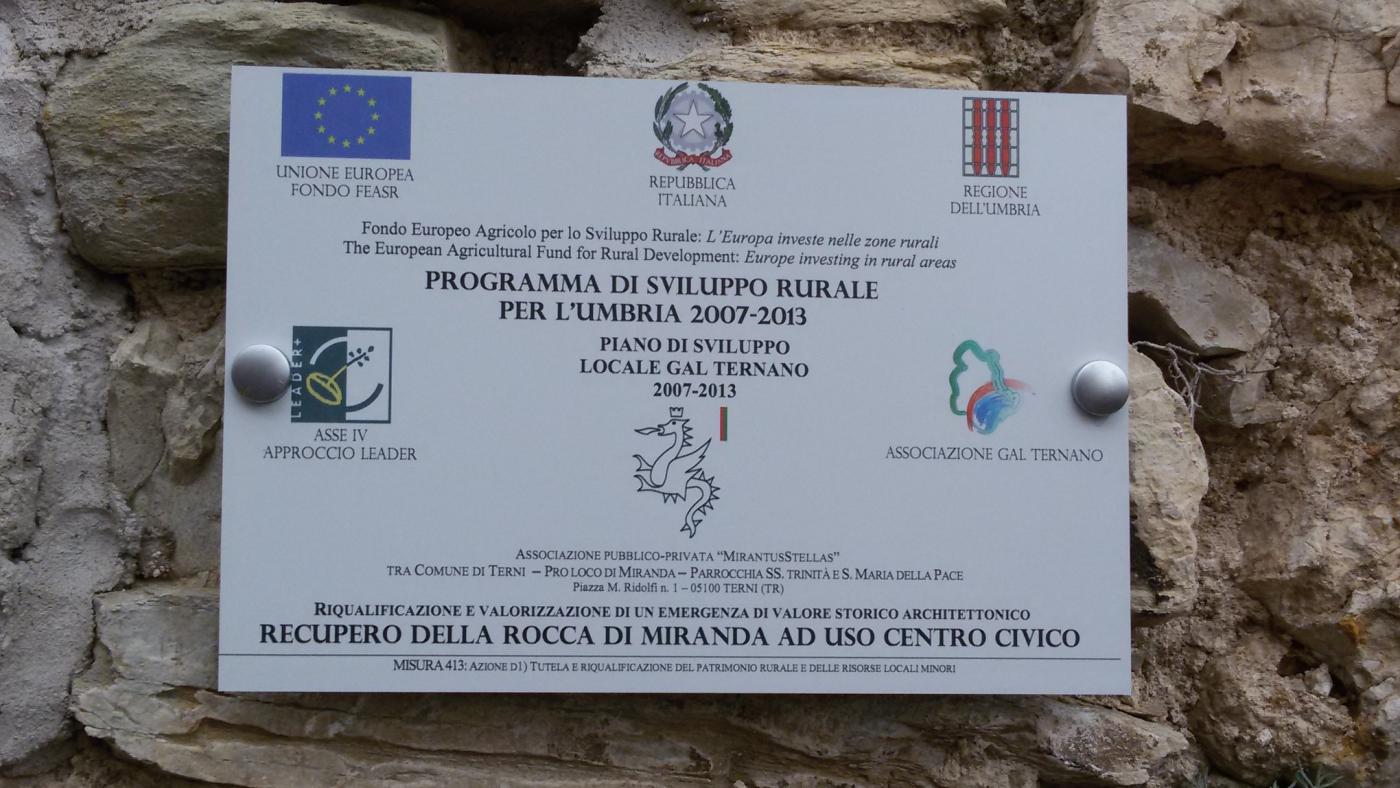 UNIONE EUROPEA
FONDO FEASR
REPUBBLICA ITALIANA
REPUBBLICA
ITALIANA
REGIONE
DELL'UMBRIA
Fondo Europeo Agricolo per lo Sviluppo Rurale: L'Europa investe nelle zone rurali
The European Agricultural Fund for Rural Development: Europe investing in rural areas
PROGRAMMA DI SVILUPPO RURALE
PER L'UMBRIA 2007-2013
PIANO DI SVILUPPO
LOCALE GAL TERNANO
2007-2013
LEADER+
ASSE IV
APPROCCIO LEADER
ASSOCIAZIONE GAL TERNANO
ASSOCIAZIONE PUBBLICO-PRIVATA “MIRANTUSSTELLAS”
TRA COMUNE DI TERNI – PRO LOCO DI MIRANDA – PARROCCHIA SS. TRINITÀ E S. MARIA DELLA PACE
Piazza M. Ridolfi n. 1 – 05100 TERNI (TR)
RIQUALIFICAZIONE E VALORIZZAZIONE DI UN EMERGENZA DI VALORE STORICO ARCHITETTONICO
RECUPERO DELLA ROCCA DI MIRANDA AD USO CENTRO CIVICO
MISURA 413: AZIONE D1) TUTELA E RIQUALIFICAZIONE DEL PATRIMONIO RURALE E DELLE RISORSE LOCALI MINORI